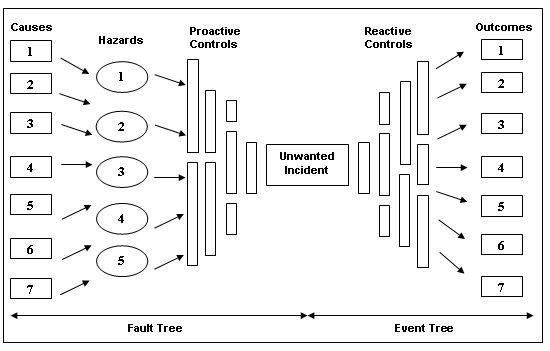 Causes
Hazards
Proactive
Controls
Reactive
Controls
Outcomes
1
2
3
4
5
6
7
1
2
3
4
5
Unwanted
Incident
1
2
3
4
5
6
7
Fault Tree
Event Tree